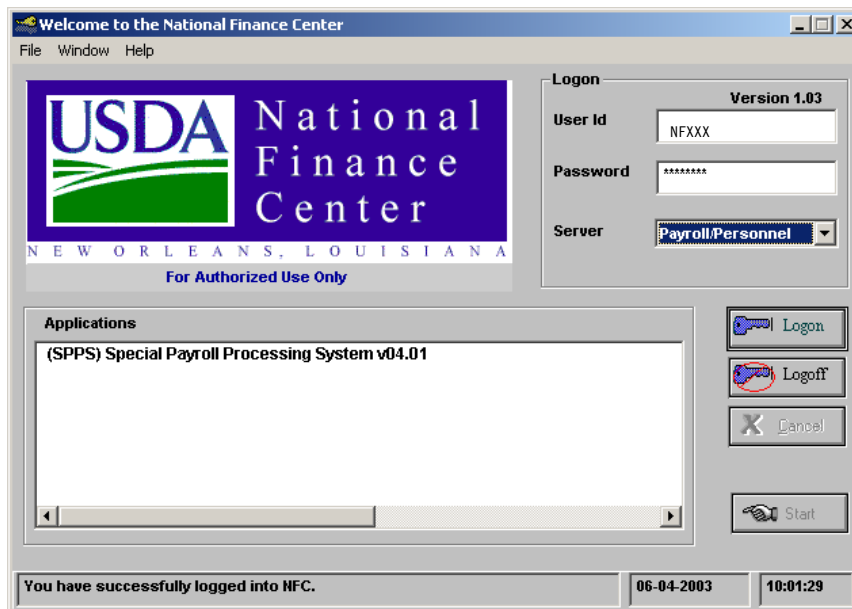 Welcome to the National Finance Center
File Window Help
USDA
National
Finance
Center
NEW ORLEANS, LOUISIANA
For Authorized Use Only
Logon
Version 1.03
User Id
NFXXX
Password
********
Server
Payroll/Personnel
Applications
(SPPS) Special Payroll Processing System v04.01
Logon
Logoff
Cancel
Start
You have successfully logged into NFC.
06-04-2003
10:01:29